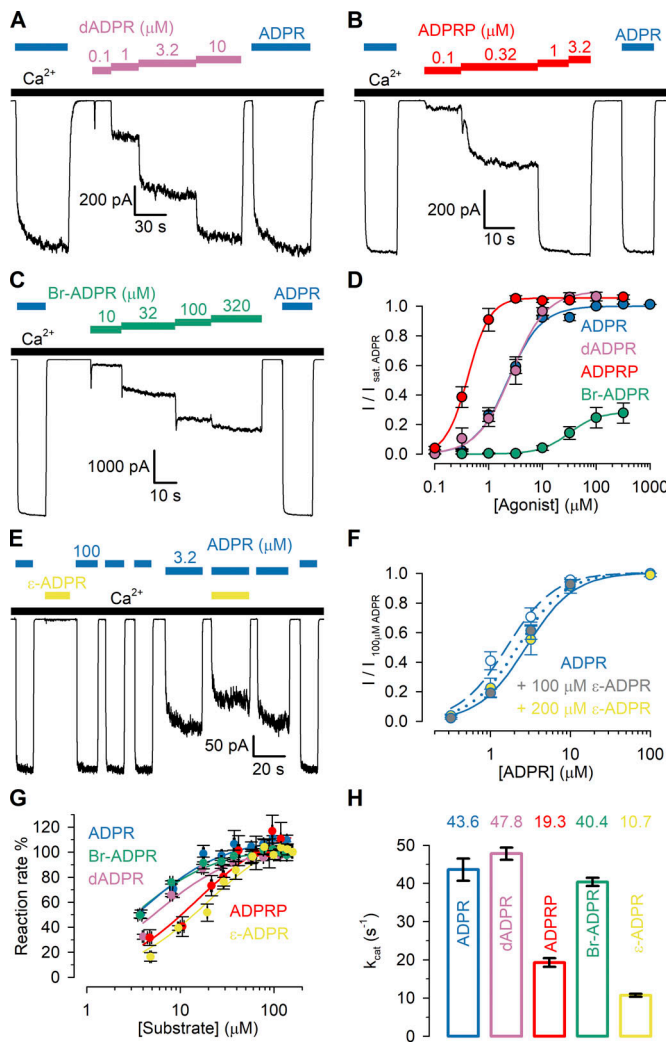 A
dADPR (μM)
0.1 1 3.2 10
ADPR
Ca2+
200 pA
30 s
B
ADPRP (μM)
0.1 0.32 1 3.2
ADPR
Ca2+
200 pA
10 s
C
Br-ADPR (μM)
10 32 100 320
ADPR
Ca2+
1000 pA
10 s
D
I / I sat. ADPR
1.0
0.8
0.6
0.4
0.2
0.0
ADPR
dADPR
ADPRP
Br-ADPR
0.1 1 10 100 1000
[Agonist] (μM)
E
ADPR (μM)
100 3.2
ε-ADPR
Ca2+
50 pA
20 s
F
I / I 100μM ADPR
1.0
0.8
0.6
0.4
0.2
0.0
ADPR
+ 100 μM ε-ADPR
+ 200 μM ε-ADPR
1 10 100
[ADPR] (μM)
G
Reaction rate %
120
100
80
60
40
20
0
ADPR
Br-ADPR
dADPR
ADPRP
ε-ADPR
1 10 100
[Substrate] (μM)
H
43.6 47.8 19.3 40.4 10.7
kcat (s-1)
50
40
30
20
10
0
ADPR
dADPR
ADPRP
Br-ADPR
ε-ADPR